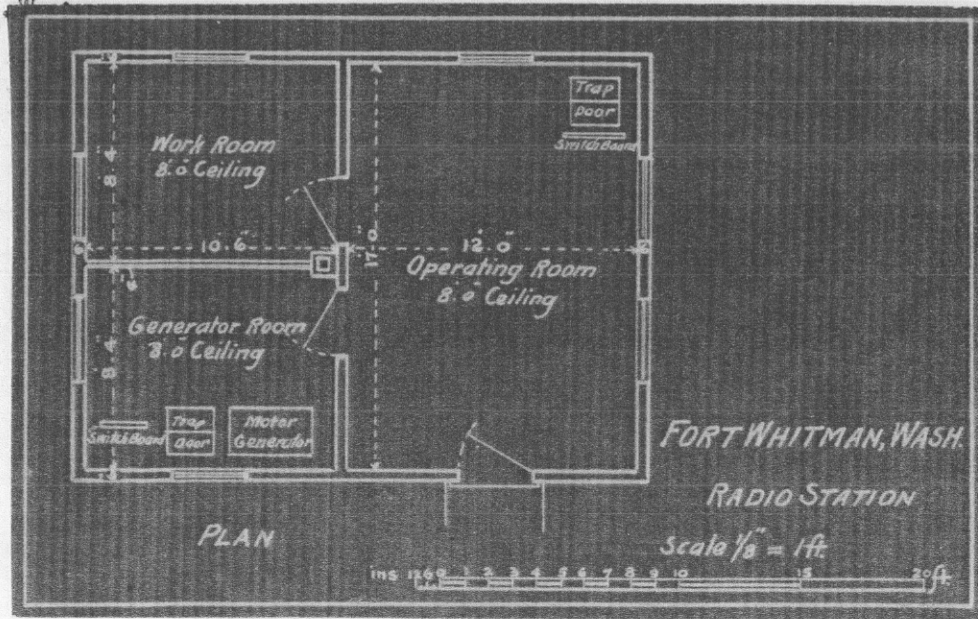 Work Room
8'.0" Ceiling
Trap
Door
Switch Board
8'.4"
10'.6"
17'.0"
12'.0"
Operating Room
8'.0" Ceiling
Generator Room
8'.0" Ceiling
8'.4"
Switch Board
Trap
Door
Motor
Generator
FORT WHITMAN, WASH.
RADIO STATION
PLAN
Scale 1/8" = 1 ft.
ins 12 6 0 1 2 3 4 5 6 7 8 9 10 15 20 ft.